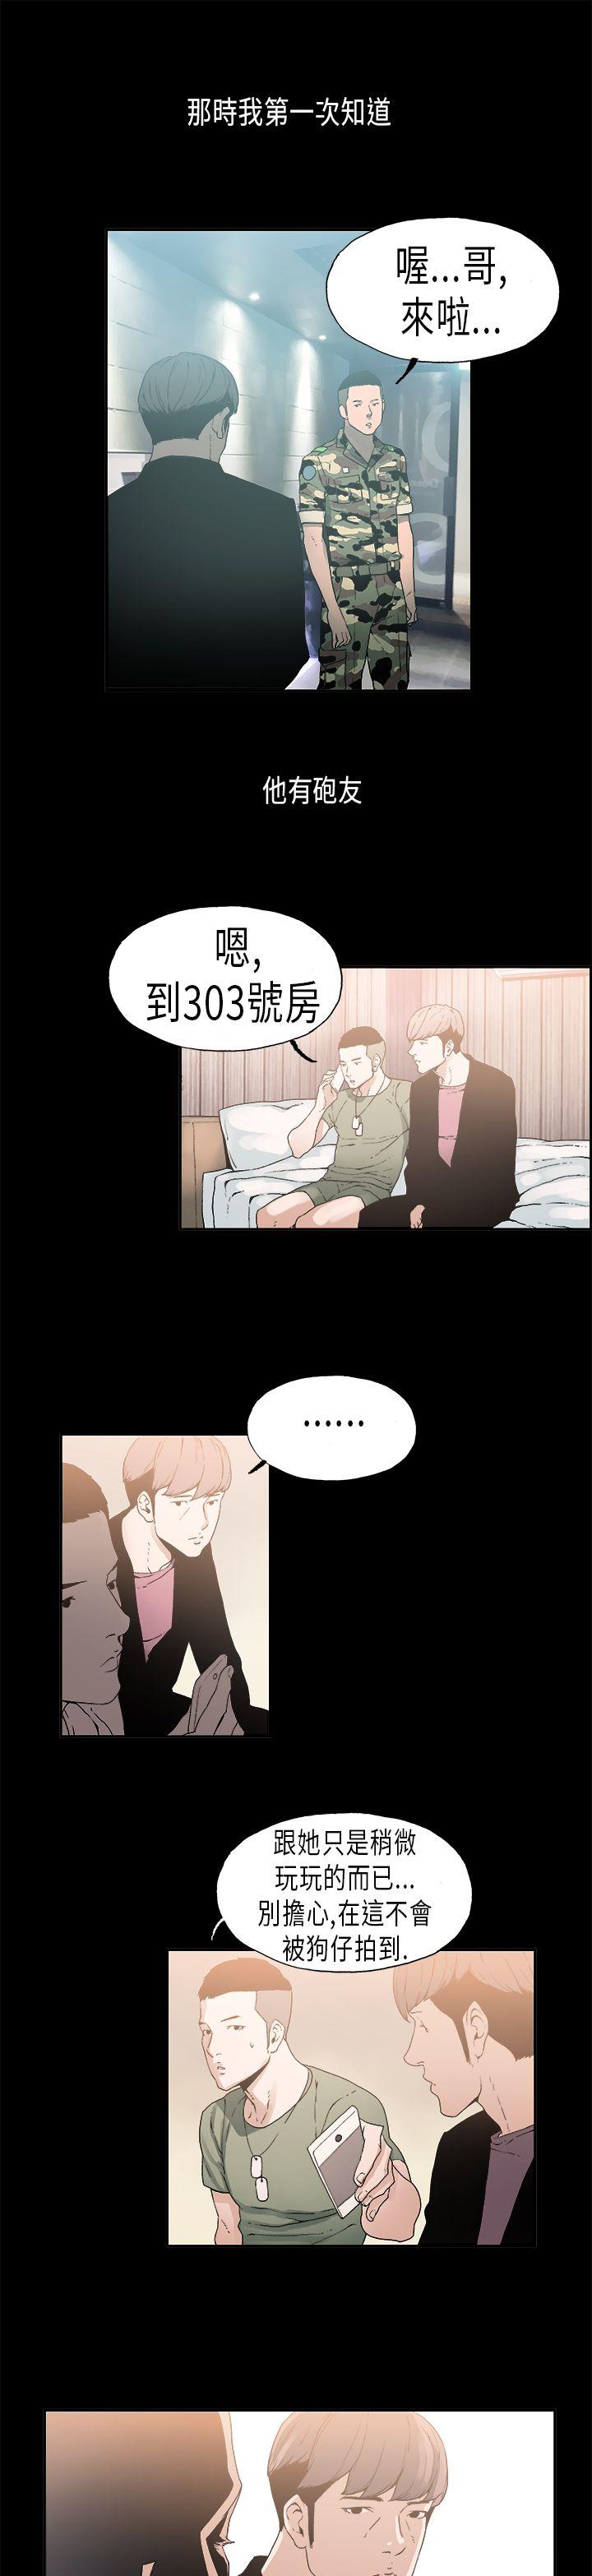 那時我第一次知道
喔...哥,
來啦...
他有砲友
嗯,
到303號房
......
跟她只是稍微
玩玩的而已...
別擔心,在這不會
被狗仔拍到.